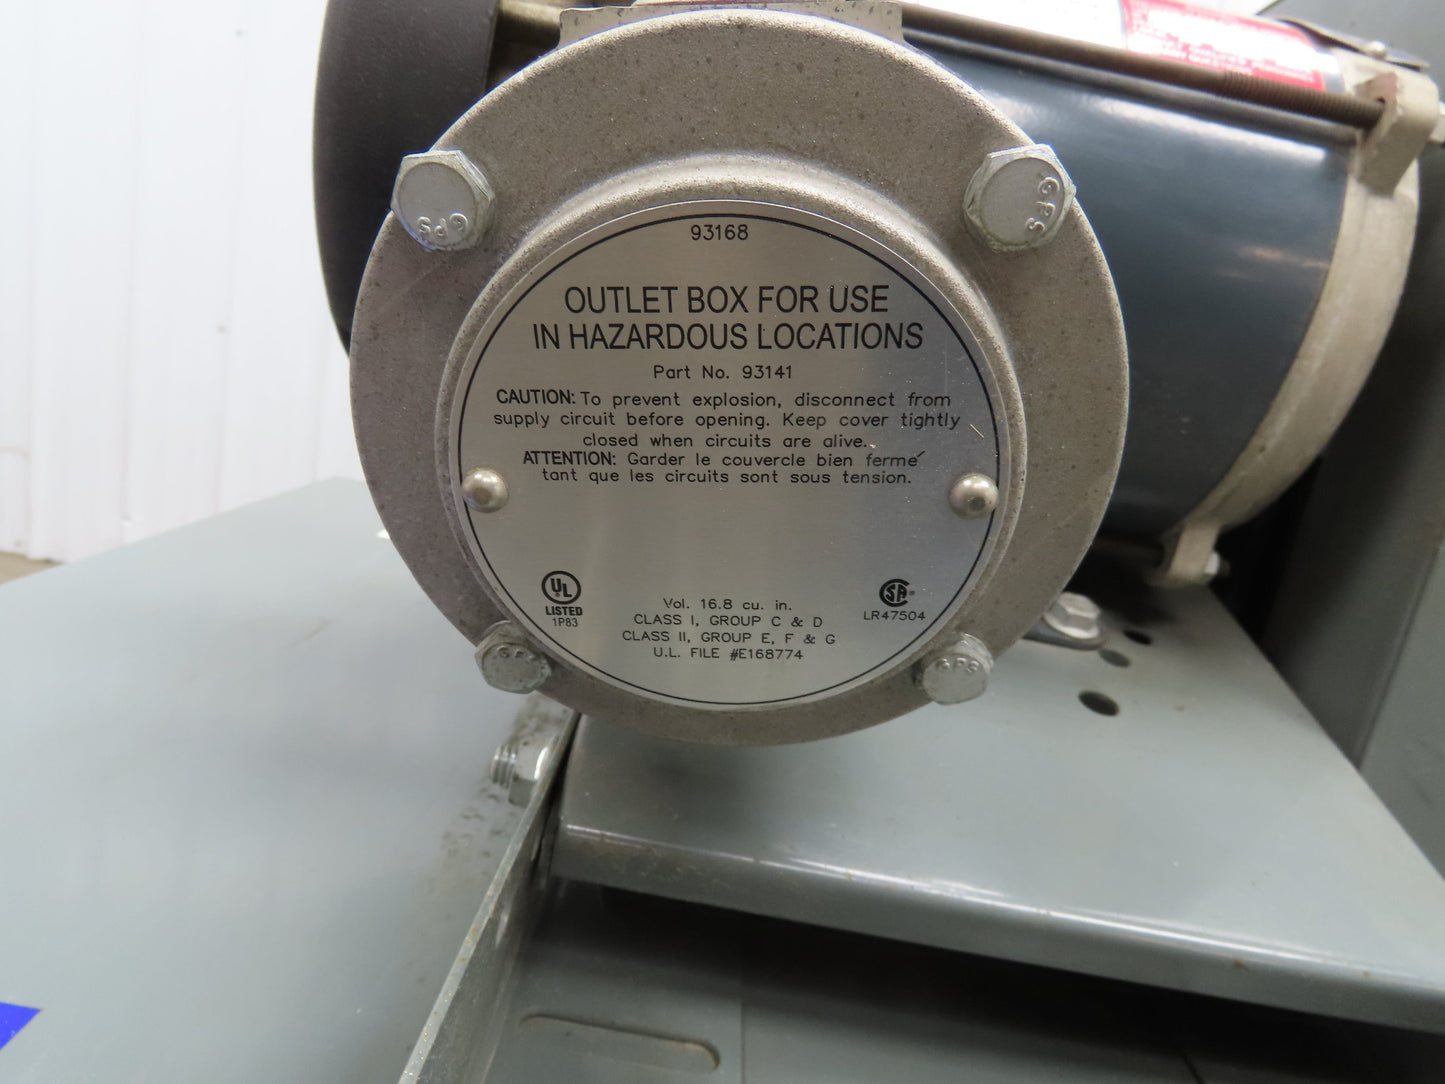 93168
OUTLET BOX FOR USE
IN HAZARDOUS LOCATIONS
Part No. 93141
CAUTION: To prevent explosion, disconnect from
supply circuit before opening. Keep cover tightly
closed when circuits are alive.
ATTENTION: Garder le couvercle bien fermé
tant que les circuits sont sous tension.
UL
LISTED
1P83
SA
LR47504
Vol. 16.8 cu. in.
CLASS I, GROUP C & D
CLASS II, GROUP E, F & G
U.L. FILE #E168774
GPS
GPS
GPS
GPS